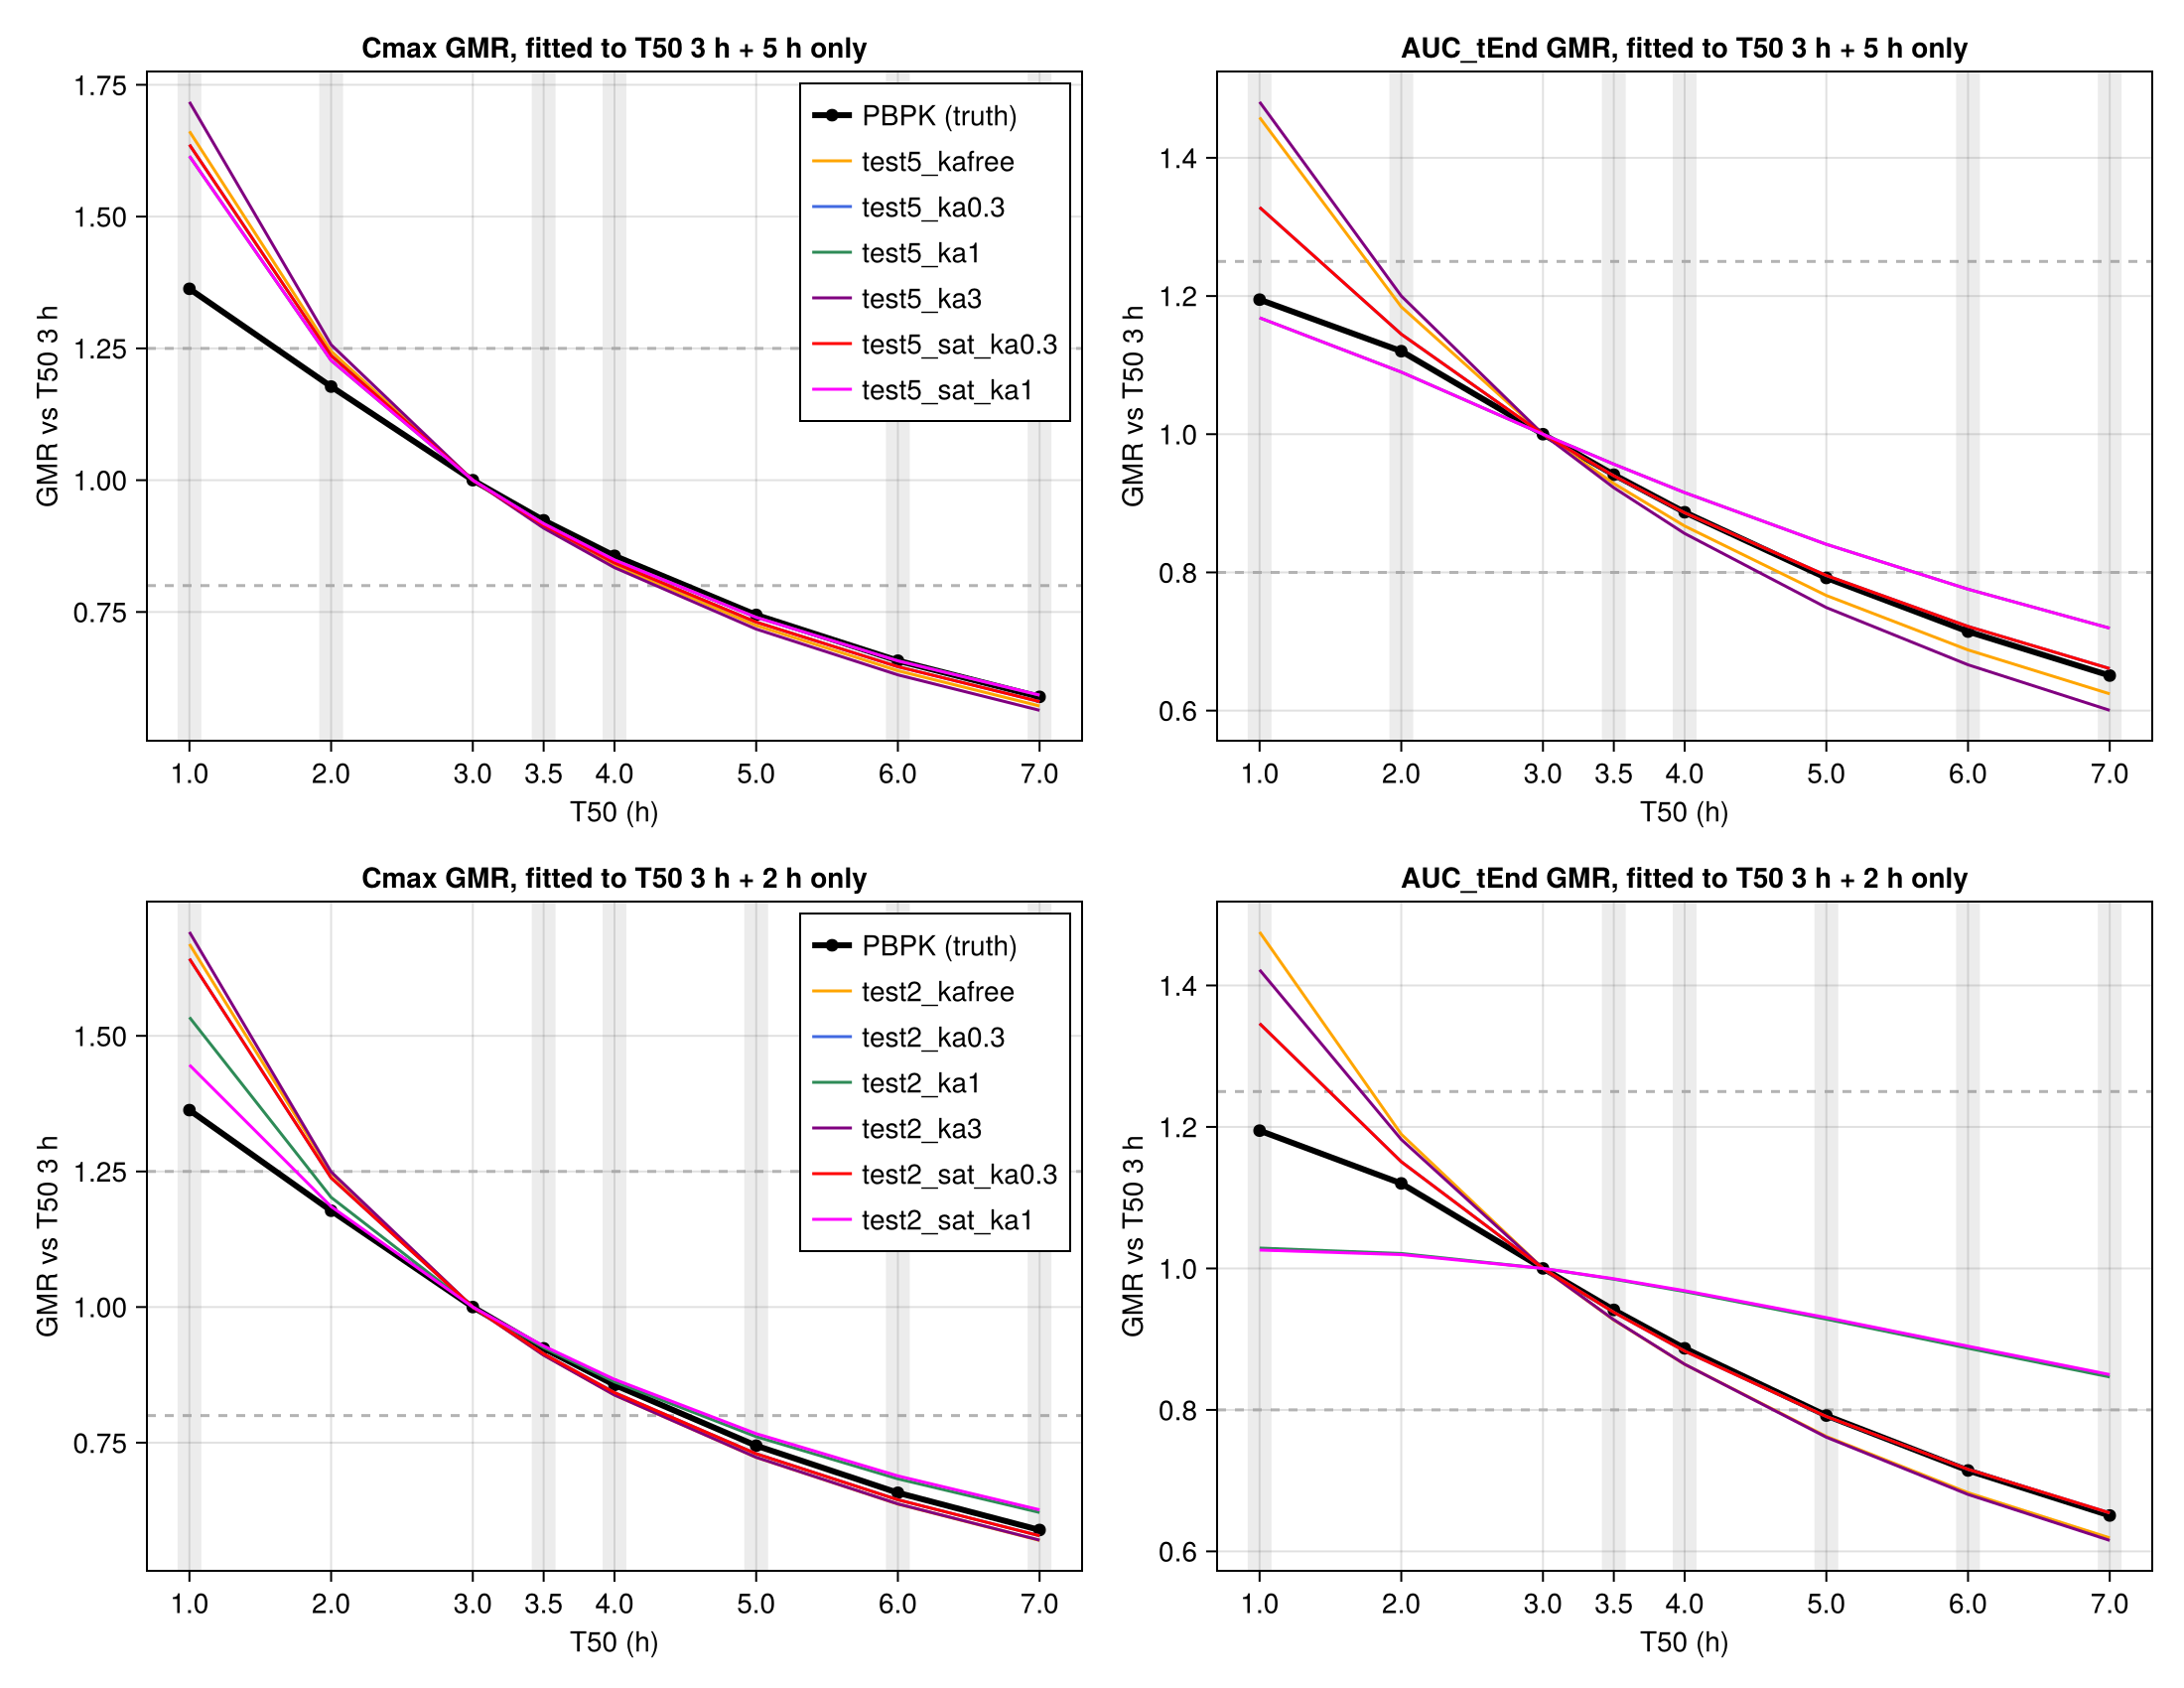 Cmax GMR, fitted to T50 3 h + 5 h only
1.75
1.50
1.25
1.00
0.75
GMR vs T50 3 h
PBPK (truth)
test5_kafree
test5_ka0.3
test5_ka1
test5_ka3
test5_sat_ka0.3
test5_sat_ka1
1.0 2.0 3.0 3.5 4.0 5.0 6.0 7.0
T50 (h)
AUC_tEnd GMR, fitted to T50 3 h + 5 h only
1.4
1.2
1.0
0.8
0.6
GMR vs T50 3 h
1.0 2.0 3.0 3.5 4.0 5.0 6.0 7.0
T50 (h)
Cmax GMR, fitted to T50 3 h + 2 h only
1.50
1.25
1.00
0.75
GMR vs T50 3 h
PBPK (truth)
test2_kafree
test2_ka0.3
test2_ka1
test2_ka3
test2_sat_ka0.3
test2_sat_ka1
1.0 2.0 3.0 3.5 4.0 5.0 6.0 7.0
T50 (h)
AUC_tEnd GMR, fitted to T50 3 h + 2 h only
1.4
1.2
1.0
0.8
0.6
GMR vs T50 3 h
1.0 2.0 3.0 3.5 4.0 5.0 6.0 7.0
T50 (h)